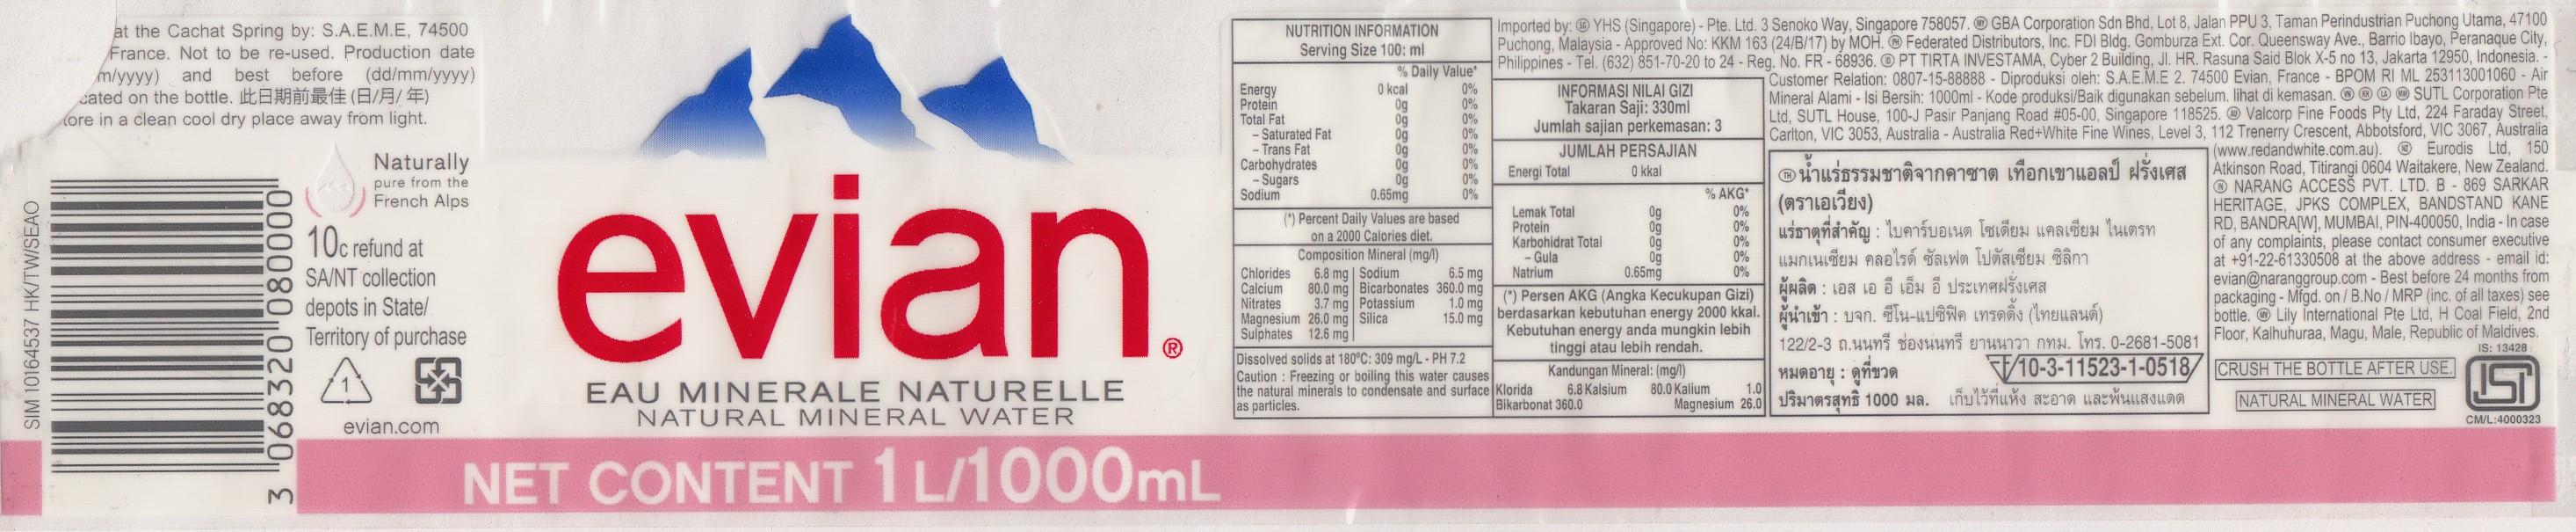 at the Cachat Spring by: S.A.E.M.E, 74500
France. Not to be re-used. Production date
m/yyyy) and best before (dd/mm/yyyy)
cated on the bottle. 此日期前最佳 (日/月/年)
tore in a clean cool dry place away from light.
SIM 101164537 HK/TW/SEAO
3 068320 080000
Naturally
pure from the
French Alps
10c refund at
SA/NT collection
depots in State/
Territory of purchase
1
evian.com
evian®
EAU MINERALE NATURELLE
NATURAL MINERAL WATER
NET CONTENT 1 L/1000mL
NUTRITION INFORMATION
Serving Size 100: ml
% Daily Value*
Energy 0 kcal 0%
Protein 0g 0%
Total Fat 0g 0%
– Saturated Fat 0g 0%
– Trans Fat 0g 0%
Carbohydrates 0g 0%
– Sugars 0g 0%
Sodium 0.65mg 0%
(*) Percent Daily Values are based
on a 2000 Calories diet.
Composition Mineral (mg/l)
Chlorides 6.8 mg Sodium 6.5 mg
Calcium 80.0 mg Bicarbonates 360.0 mg
Nitrates 3.7 mg Potassium 1.0 mg
Magnesium 26.0 mg Silica 15.0 mg
Sulphates 12.6 mg
Dissolved solids at 180°C: 309 mg/L - PH 7.2
Caution : Freezing or boiling this water causes
the natural minerals to condensate and surface
as particles.
Imported by: SG YHS (Singapore) - Pte. Ltd. 3 Senoko Way, Singapore 758057. GBA Corporation Sdn Bhd, Lot 8, Jalan PPU 3, Taman Perindustrian Puchong Utama, 47100
Puchong, Malaysia - Approved No: KKM 163 (24/B/17) by MOH. Federated Distributors, Inc. FDI Bldg. Gomburza Ext. Cor. Queensway Ave., Barrio Ibayo, Peranaque City,
Philippines - Tel. (632) 851-70-20 to 24 - Reg. No. FR - 68936. PT TIRTA INVESTAMA, Cyber 2 Building, Jl. HR. Rasuna Said Blok X-5 no 13, Jakarta 12950, Indonesia. -
Customer Relation: 0807-15-88888 - Diproduksi oleh: S.A.E.M.E 2. 74500 Evian, France - BPOM RI ML 253113001060 - Air
Mineral Alami - Isi Bersih: 1000ml - Kode produksi/Baik digunakan sebelum. lihat di kemasan. SUTL Corporation Pte
Ltd, SUTL House, 100-J Pasir Panjang Road #05-00, Singapore 118525. Valcorp Fine Foods Pty Ltd, 224 Faraday Street,
Carlton, VIC 3053, Australia - Australia Red+White Fine Wines, Level 3, 112 Trenerry Crescent, Abbotsford, VIC 3067, Australia
(www.redandwhite.com.au). Eurodis Ltd, 150
Atkinson Road, Titirangi 0604 Waitakere, New Zealand.
NARANG ACCESS PVT. LTD. B - 869 SARKAR
HERITAGE, JPKS COMPLEX, BANDSTAND KANE
RD, BANDRA[W], MUMBAI, PIN-400050, India - In case
of any complaints, please contact consumer executive
at +91-22-61330508 at the above address - email id:
evian@naranggroup.com - Best before 24 months from
packaging - Mfgd. on / B.No / MRP (inc. of all taxes) see
bottle. Lily International Pte Ltd, H Coal Field, 2nd
Floor, Kalhuhuraa, Magu, Male, Republic of Maldives.
INFORMASI NILAI GIZI
Takaran Saji: 330ml
Jumlah sajian perkemasan: 3
JUMLAH PERSAJIAN
Energi Total 0 kkal
% AKG*
Lemak Total 0g 0%
Protein 0g 0%
Karbohidrat Total 0g 0%
– Gula 0g 0%
Natrium 0.65mg 0%
(*) Persen AKG (Angka Kecukupan Gizi)
berdasarkan kebutuhan energy 2000 kkal.
Kebutuhan energy anda mungkin lebih
tinggi atau lebih rendah.
Kandungan Mineral: (mg/l)
Klorida 6.8 Kalsium 80.0 Kalium 1.0
Bikarbonat 360.0 Magnesium 26.0
TH น้ำแร่ธรรมชาติจากคาซาต เทือกเขาแอลป์ ฝรั่งเศส
(ตราเอเวียง)
แร่ธาตุที่สำคัญ : ไบคาร์บอเนต โซเดียม แคลเซียม ไนเตรท
แมกเนเซียม คลอไรด์ ซัลเฟต โปตัสเซียม ซิลิกา
ผู้ผลิต : เอส เอ อี เอ็ม อี ประเทศฝรั่งเศส
ผู้นำเข้า : บจก. ซีโน-แปซิฟิค เทรดดิ้ง (ไทยแลนด์)
122/2-3 ถ.นนทรี ช่องนนทรี ยานนาวา กทม. โทร. 0-2681-5081
หมดอายุ : ดูที่ขวด
10-3-11523-1-0518
ปริมาตรสุทธิ 1000 มล. เก็บไว้ที่แห้ง สะอาด และพ้นแสงแดด
CRUSH THE BOTTLE AFTER USE.
NATURAL MINERAL WATER
IS: 13428
ISI
CM/L:4000323